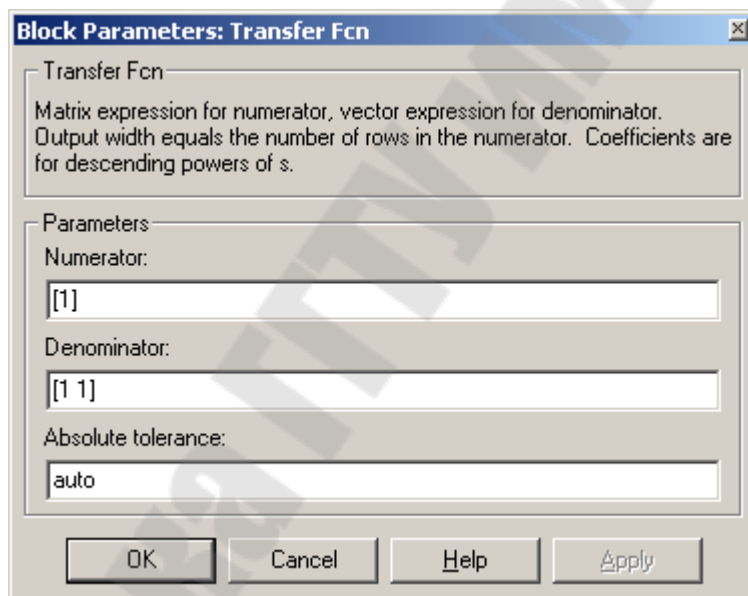 Block Parameters: Transfer Fcn
Transfer Fcn
Matrix expression for numerator, vector expression for denominator.
Output width equals the number of rows in the numerator. Coefficients are
for descending powers of s.
Parameters
Numerator:
[1]
Denominator:
[1 1]
Absolute tolerance:
auto
OK
Cancel
Help
Apply